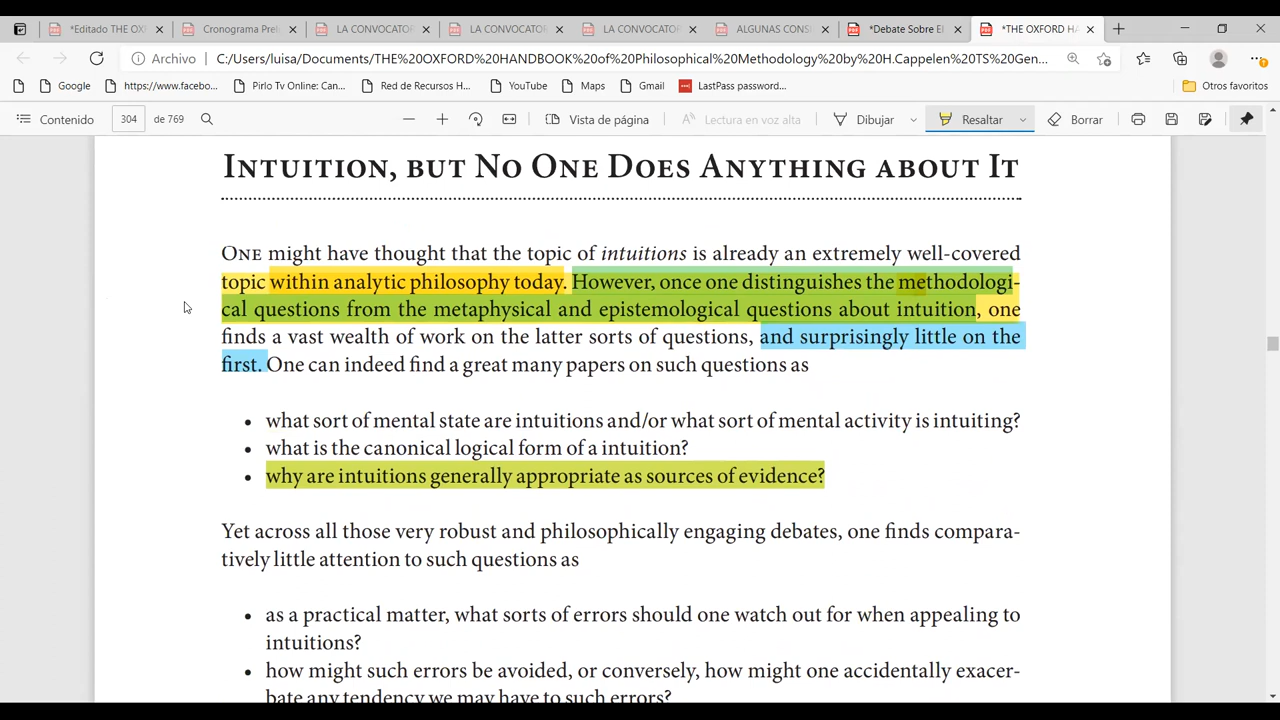 *Editado THE OX
Cronograma Prel
LA CONVOCATOR
LA CONVOCATOR
LA CONVOCATOR
ALGUNAS CONS
*Debate Sobre El
*THE OXFORD HA
Archivo C:/Users/luisa/Documents/THE%20OXFORD%20HANDBOOK%20of%20Philosophical%20Methodology%20by%20H.Cappelen%20TS%20Gen...
Google https://www.facebo... Pirlo Tv Online: Can... Red de Recursos H... YouTube Maps Gmail LastPass password... Otros favoritos
Contenido 304 de 769 Vista de página Lectura en voz alta Dibujar Resaltar Borrar
Intuition, but No One Does Anything about It
One might have thought that the topic of intuitions is already an extremely well-covered
topic within analytic philosophy today. However, once one distinguishes the methodologi-
cal questions from the metaphysical and epistemological questions about intuition, one
finds a vast wealth of work on the latter sorts of questions, and surprisingly little on the
first. One can indeed find a great many papers on such questions as
• what sort of mental state are intuitions and/or what sort of mental activity is intuiting?
• what is the canonical logical form of a intuition?
• why are intuitions generally appropriate as sources of evidence?
Yet across all those very robust and philosophically engaging debates, one finds compara-
tively little attention to such questions as
• as a practical matter, what sorts of errors should one watch out for when appealing to
intuitions?
• how might such errors be avoided, or conversely, how might one accidentally exacer-
bate any tendency we may have to such errors?